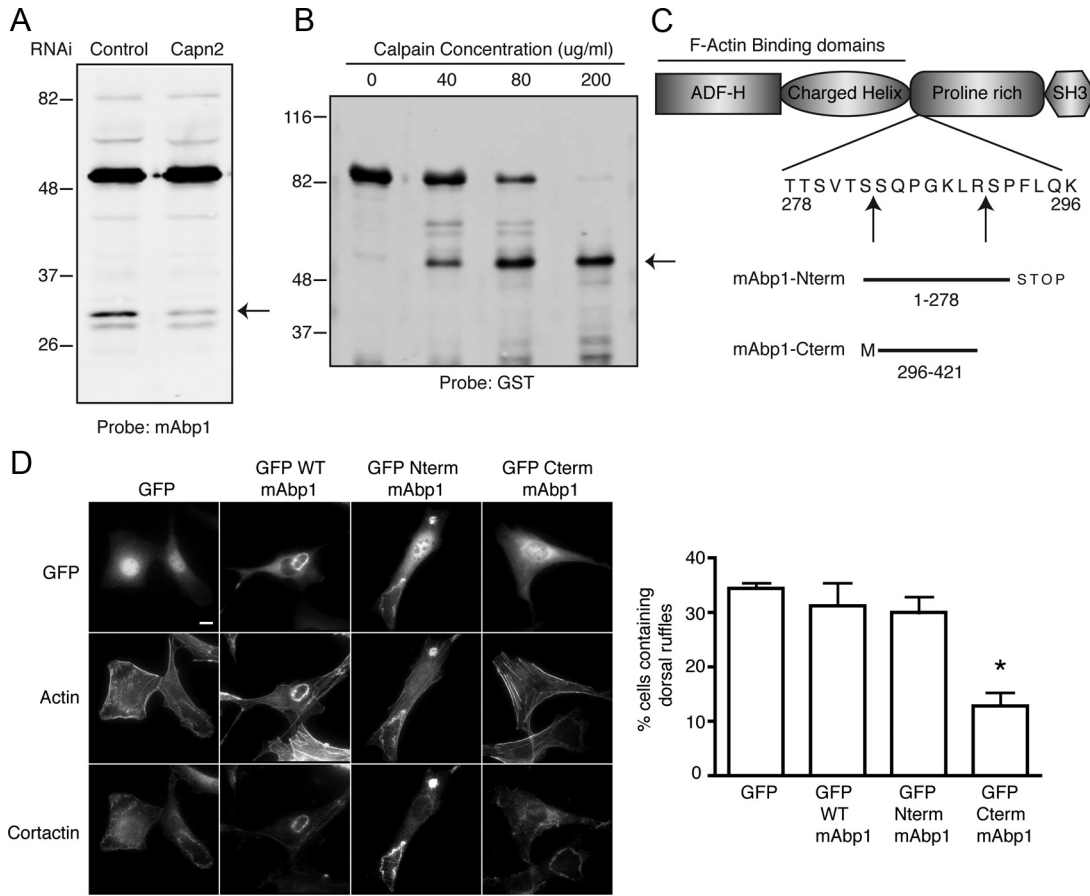 A
RNAi Control Capn2
82
48
37
26
Probe: mAbp1
B
Calpain Concentration (ug/ml)
0 40 80 200
116
82
48
37
Probe: GST
C
F-Actin Binding domains
ADF-H Charged Helix Proline rich SH3
TTSVTSSQPGKLRSPFLQK
278 296
mAbp1-Nterm STOP
1-278
mAbp1-Cterm M
296-421
D
GFP GFP WT mAbp1 GFP Nterm mAbp1 GFP Cterm mAbp1
GFP
Actin
Cortactin
% cells containing
dorsal ruffles
40
30
20
10
0
*
GFP GFP GFP GFP
WT Nterm Cterm
mAbp1 mAbp1 mAbp1